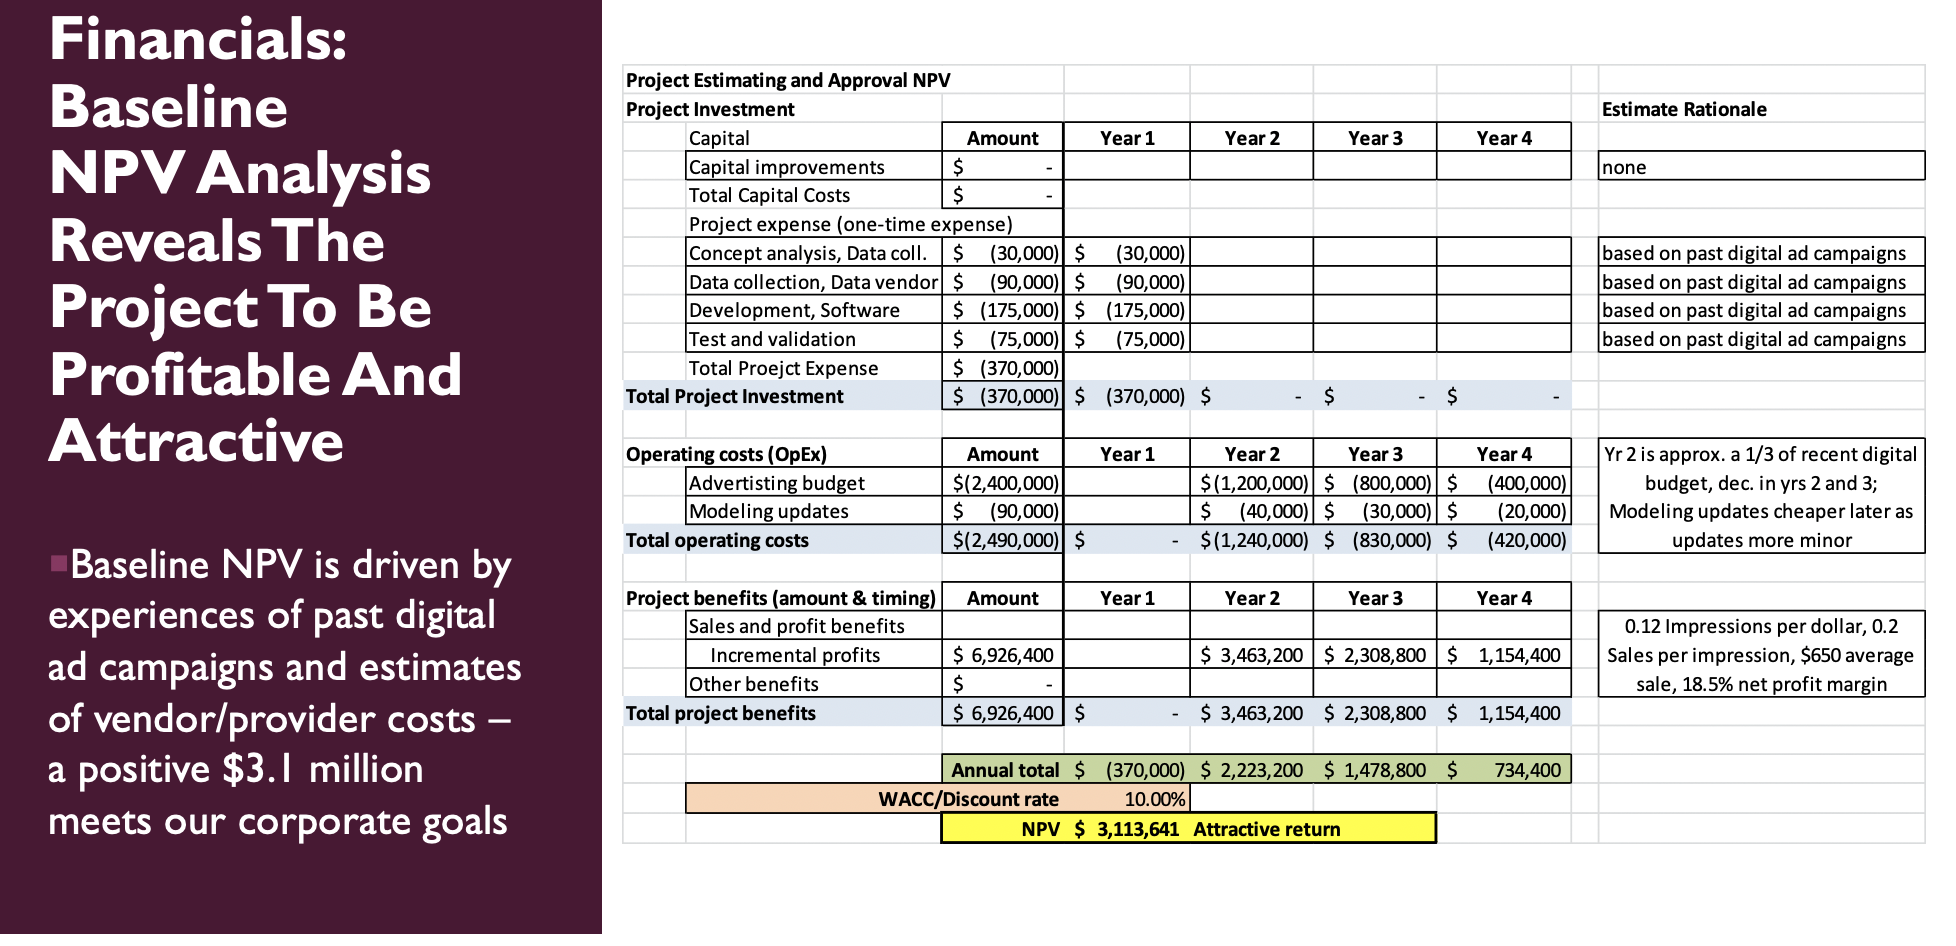 Financials:
Baseline
NPV Analysis
Reveals The
Project To Be
Profitable And
Attractive
▪Baseline NPV is driven by
experiences of past digital
ad campaigns and estimates
of vendor/provider costs –
a positive $3.1 million
meets our corporate goals
Project Estimating and Approval NPV
Project Investment Estimate Rationale
Capital Amount Year 1 Year 2 Year 3 Year 4
Capital improvements $ - none
Total Capital Costs $ -
Project expense (one-time expense)
Concept analysis, Data coll. $ (30,000) $ (30,000) based on past digital ad campaigns
Data collection, Data vendor $ (90,000) $ (90,000) based on past digital ad campaigns
Development, Software $ (175,000) $ (175,000) based on past digital ad campaigns
Test and validation $ (75,000) $ (75,000) based on past digital ad campaigns
Total Proejct Expense $ (370,000)
Total Project Investment $ (370,000) $ (370,000) $ - $ - $ -
Operating costs (OpEx) Amount Year 1 Year 2 Year 3 Year 4 Yr 2 is approx. a 1/3 of recent digital
Advertisting budget $(2,400,000) $(1,200,000) $ (800,000) $ (400,000) budget, dec. in yrs 2 and 3;
Modeling updates $ (90,000) $ (40,000) $ (30,000) $ (20,000) Modeling updates cheaper later as
Total operating costs $(2,490,000) $ - $(1,240,000) $ (830,000) $ (420,000) updates more minor
Project benefits (amount & timing) Amount Year 1 Year 2 Year 3 Year 4
Sales and profit benefits 0.12 Impressions per dollar, 0.2
Incremental profits $ 6,926,400 $ 3,463,200 $ 2,308,800 $ 1,154,400 Sales per impression, $650 average
Other benefits $ - sale, 18.5% net profit margin
Total project benefits $ 6,926,400 $ - $ 3,463,200 $ 2,308,800 $ 1,154,400
Annual total $ (370,000) $ 2,223,200 $ 1,478,800 $ 734,400
WACC/Discount rate 10.00%
NPV $ 3,113,641 Attractive return